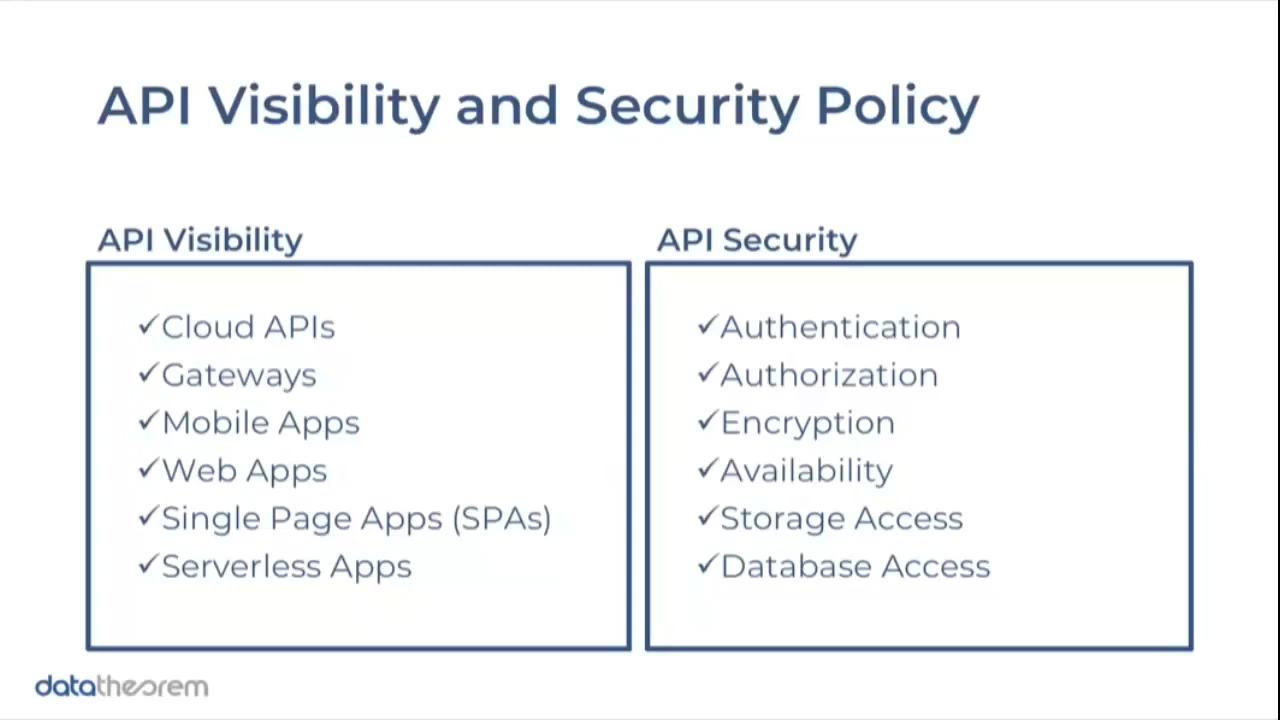 API Visibility and Security Policy
API Visibility
✓Cloud APIs
✓Gateways
✓Mobile Apps
✓Web Apps
✓Single Page Apps (SPAs)
✓Serverless Apps
API Security
✓Authentication
✓Authorization
✓Encryption
✓Availability
✓Storage Access
✓Database Access
datatheorem